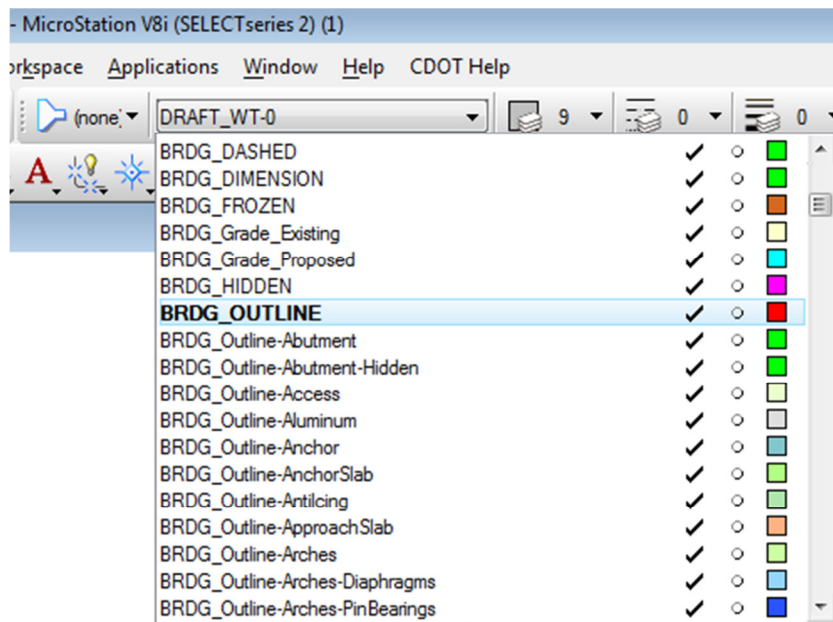 - MicroStation V8i (SELECTseries 2) (1)
orkspace Applications Window Help CDOT Help
(none) DRAFT_WT-0 9 0 0
A
BRDG_DASHED
BRDG_DIMENSION
BRDG_FROZEN
BRDG_Grade_Existing
BRDG_Grade_Proposed
BRDG_HIDDEN
BRDG_OUTLINE
BRDG_Outline-Abutment
BRDG_Outline-Abutment-Hidden
BRDG_Outline-Access
BRDG_Outline-Aluminum
BRDG_Outline-Anchor
BRDG_Outline-AnchorSlab
BRDG_Outline-AntiIcing
BRDG_Outline-ApproachSlab
BRDG_Outline-Arches
BRDG_Outline-Arches-Diaphragms
BRDG_Outline-Arches-PinBearings